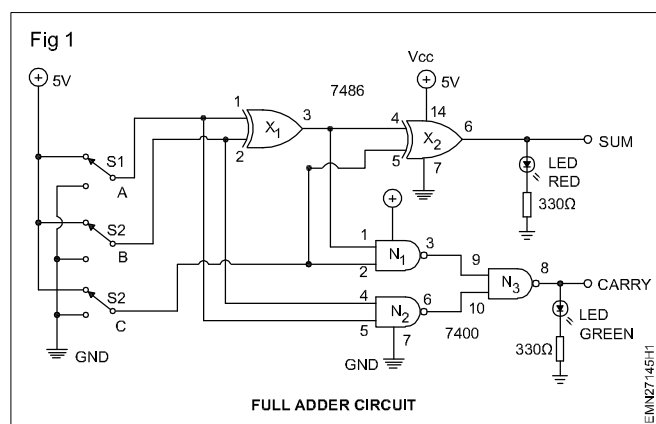 Fig 1
5V
Vcc
5V
7486
1
2
X1
3
4
5
X2
14
6
7
SUM
LED
RED
330Ω
S1
A
S2
B
S2
C
GND
1
2
N1
3
4
5
N2
6
7
GND
7400
9
10
N3
8
CARRY
LED
GREEN
330Ω
FULL ADDER CIRCUIT
EMN27145H1